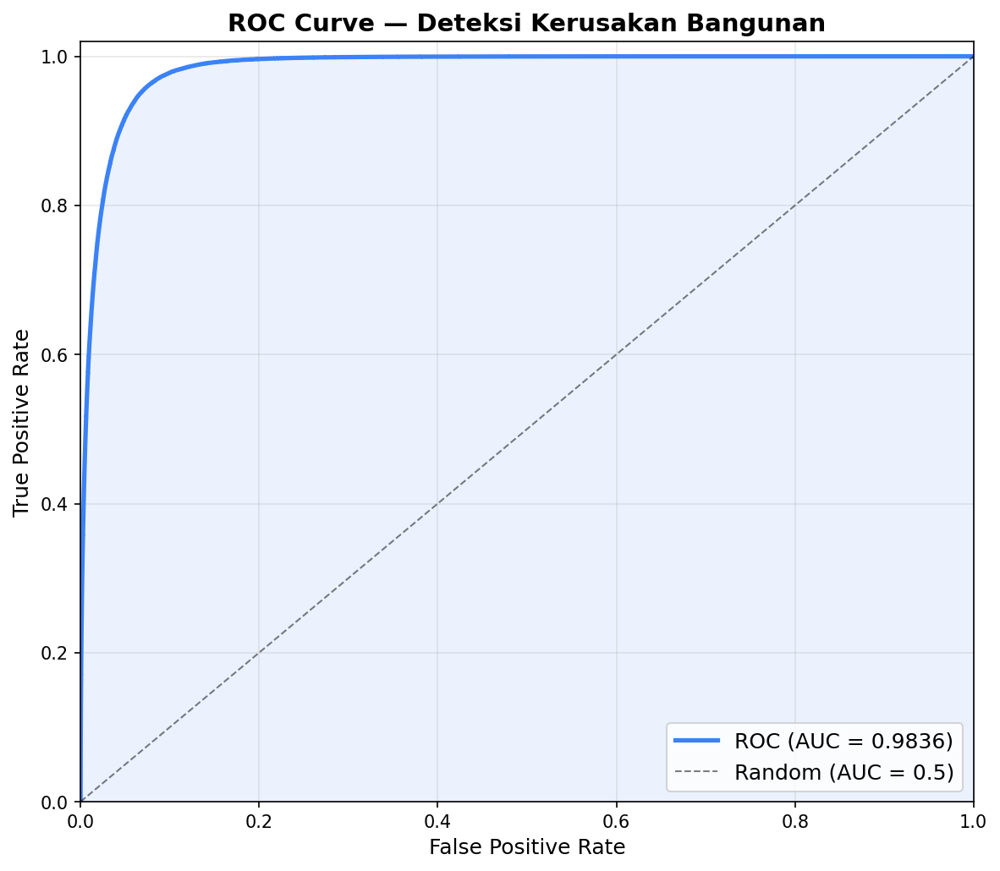 ROC Curve — Deteksi Kerusakan Bangunan
True Positive Rate
1.0
0.8
0.6
0.4
0.2
0.0
0.0 0.2 0.4 0.6 0.8 1.0
False Positive Rate
ROC (AUC = 0.9836)
Random (AUC = 0.5)